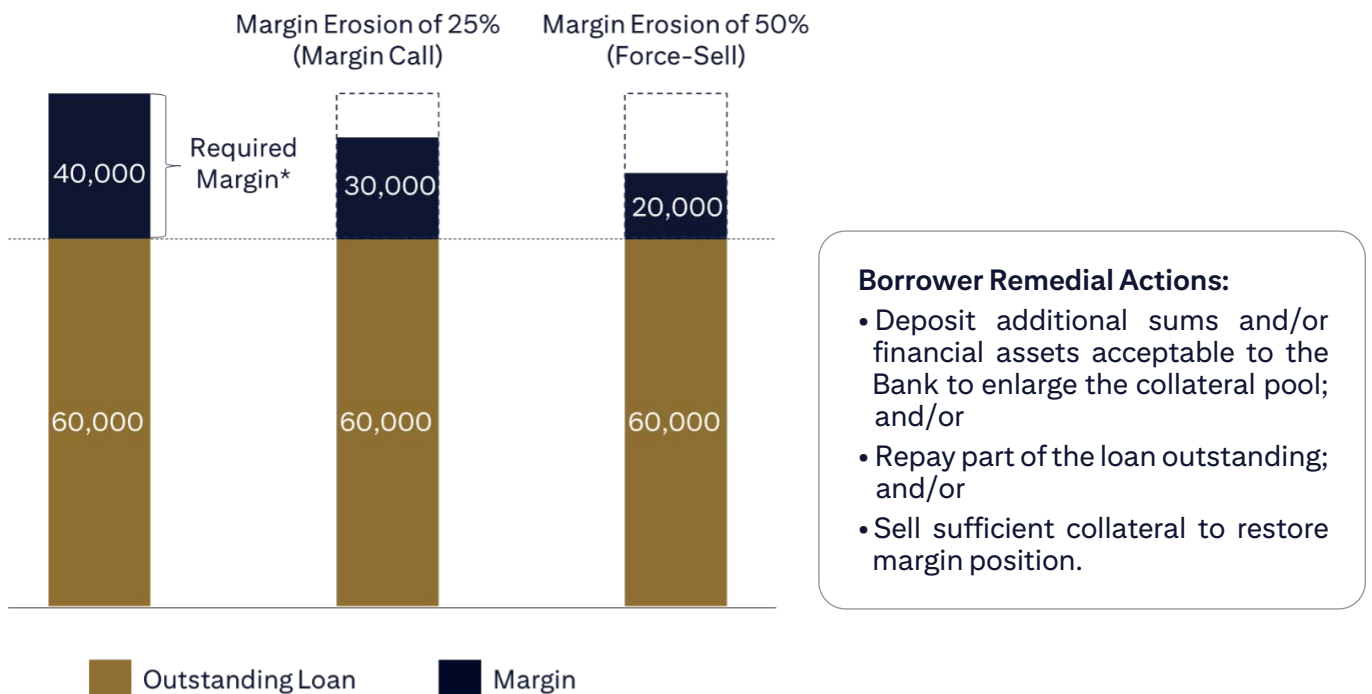 Margin Erosion of 25%
(Margin Call)
Margin Erosion of 50%
(Force-Sell)
40,000
Required
Margin*
30,000
20,000
60,000
60,000
60,000
Borrower Remedial Actions:
• Deposit additional sums and/or
financial assets acceptable to the
Bank to enlarge the collateral pool;
and/or
• Repay part of the loan outstanding;
and/or
• Sell sufficient collateral to restore
margin position.
Outstanding Loan
Margin